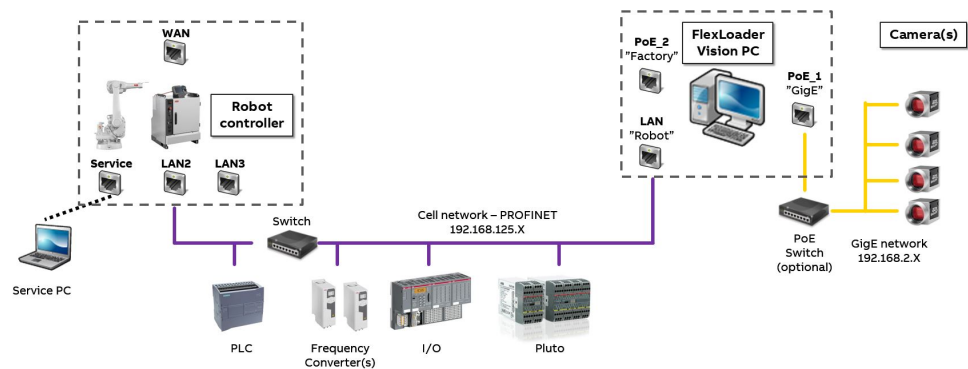 WAN
Robot
controller
Service
LAN2
LAN3
Service PC
Switch
Cell network – PROFINET
192.168.125.X
PLC
Frequency
Converter(s)
I/O
Pluto
PoE_2
"Factory"
FlexLoader
Vision PC
PoE_1
"GigE"
LAN
"Robot"
Camera(s)
PoE
Switch
(optional)
GigE network
192.168.2.X